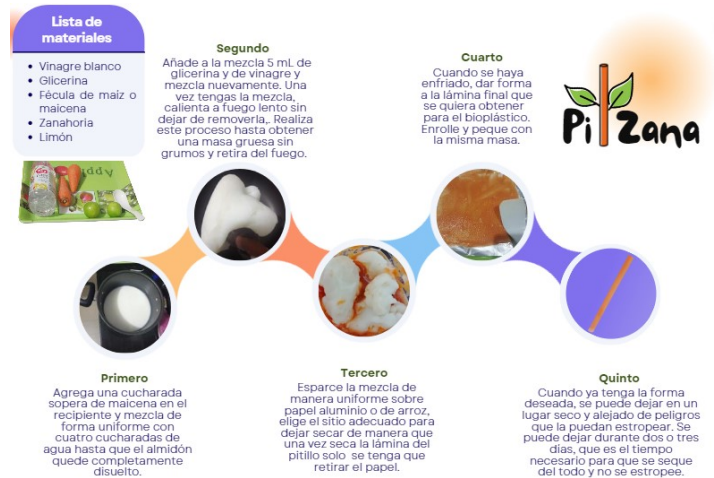 Lista de
materiales
• Vinagre blanco
• Glicerina
• Fécula de maíz o
maicena
• Zanahoria
• Limón
Primero
Agrega una cucharada
sopera de maicena en el
recipiente y mezcla de
forma uniforme con
cuatro cucharadas de
agua hasta que el almidón
quede completamente
disuelto.
Segundo
Añade a la mezcla 5 mL de
glicerina y de vinagre y
mezcla nuevamente. Una
vez tengas la mezcla,
calienta a fuego lento sin
dejar de removerla,. Realiza
este proceso hasta obtener
una masa gruesa sin
grumos y retira del fuego.
Tercero
Esparce la mezcla de
manera uniforme sobre
papel aluminio o de arroz,
elige el sitio adecuado para
dejar secar de manera que
una vez seca la lámina del
pitillo solo se tenga que
retirar el papel.
Cuarto
Cuando se haya
enfriado, dar forma
a la lámina final que
se quiera obtener
para el bioplástico.
Enrolle y peque con
la misma masa.
Quinto
Cuando ya tenga la forma
deseada, se puede dejar en un
lugar seco y alejado de peligros
que la puedan estropear. Se
puede dejar durante dos o tres
días, que es el tiempo
necesario para que se seque
del todo y no se estropee.
Pi Zana